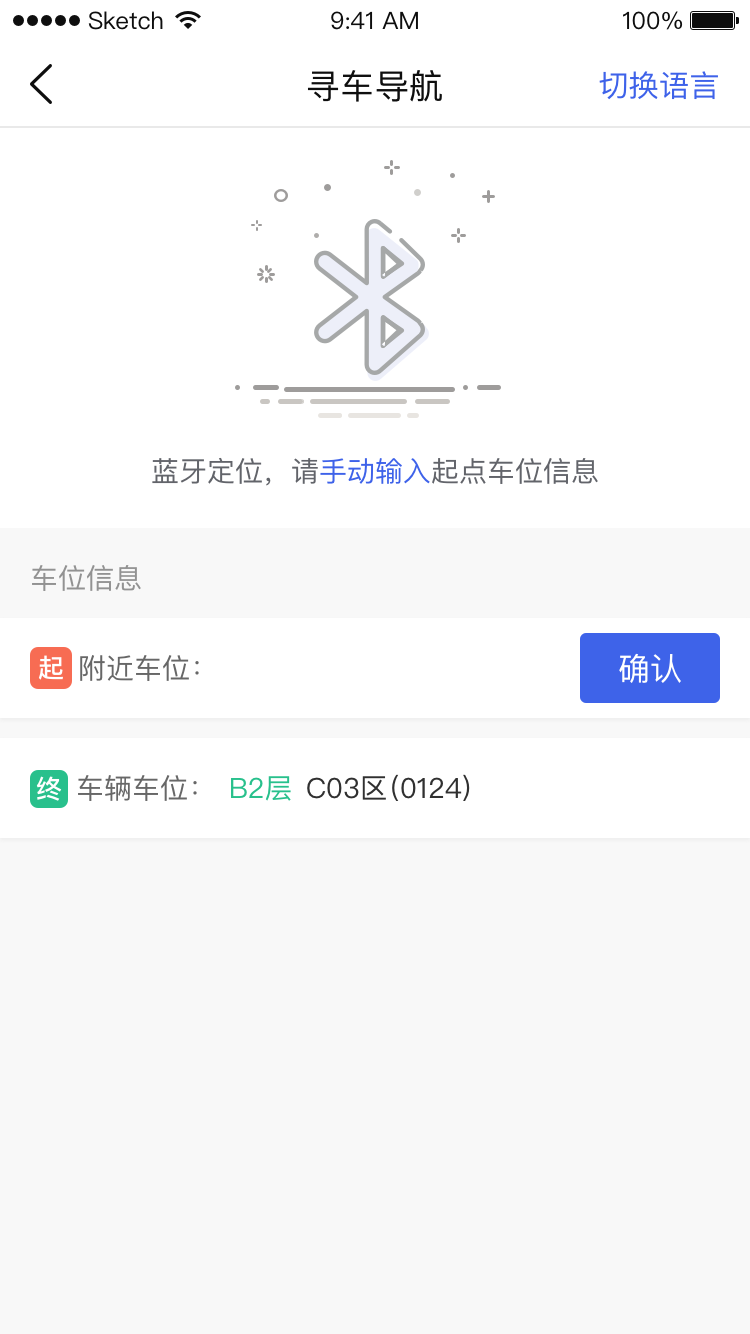 ●●●●● Sketch 9:41 AM 100%
寻车导航 切换语言
蓝牙定位，请手动输入起点车位信息
车位信息
起 附近车位： 确认
终 车辆车位： B2层 C03区(0124)